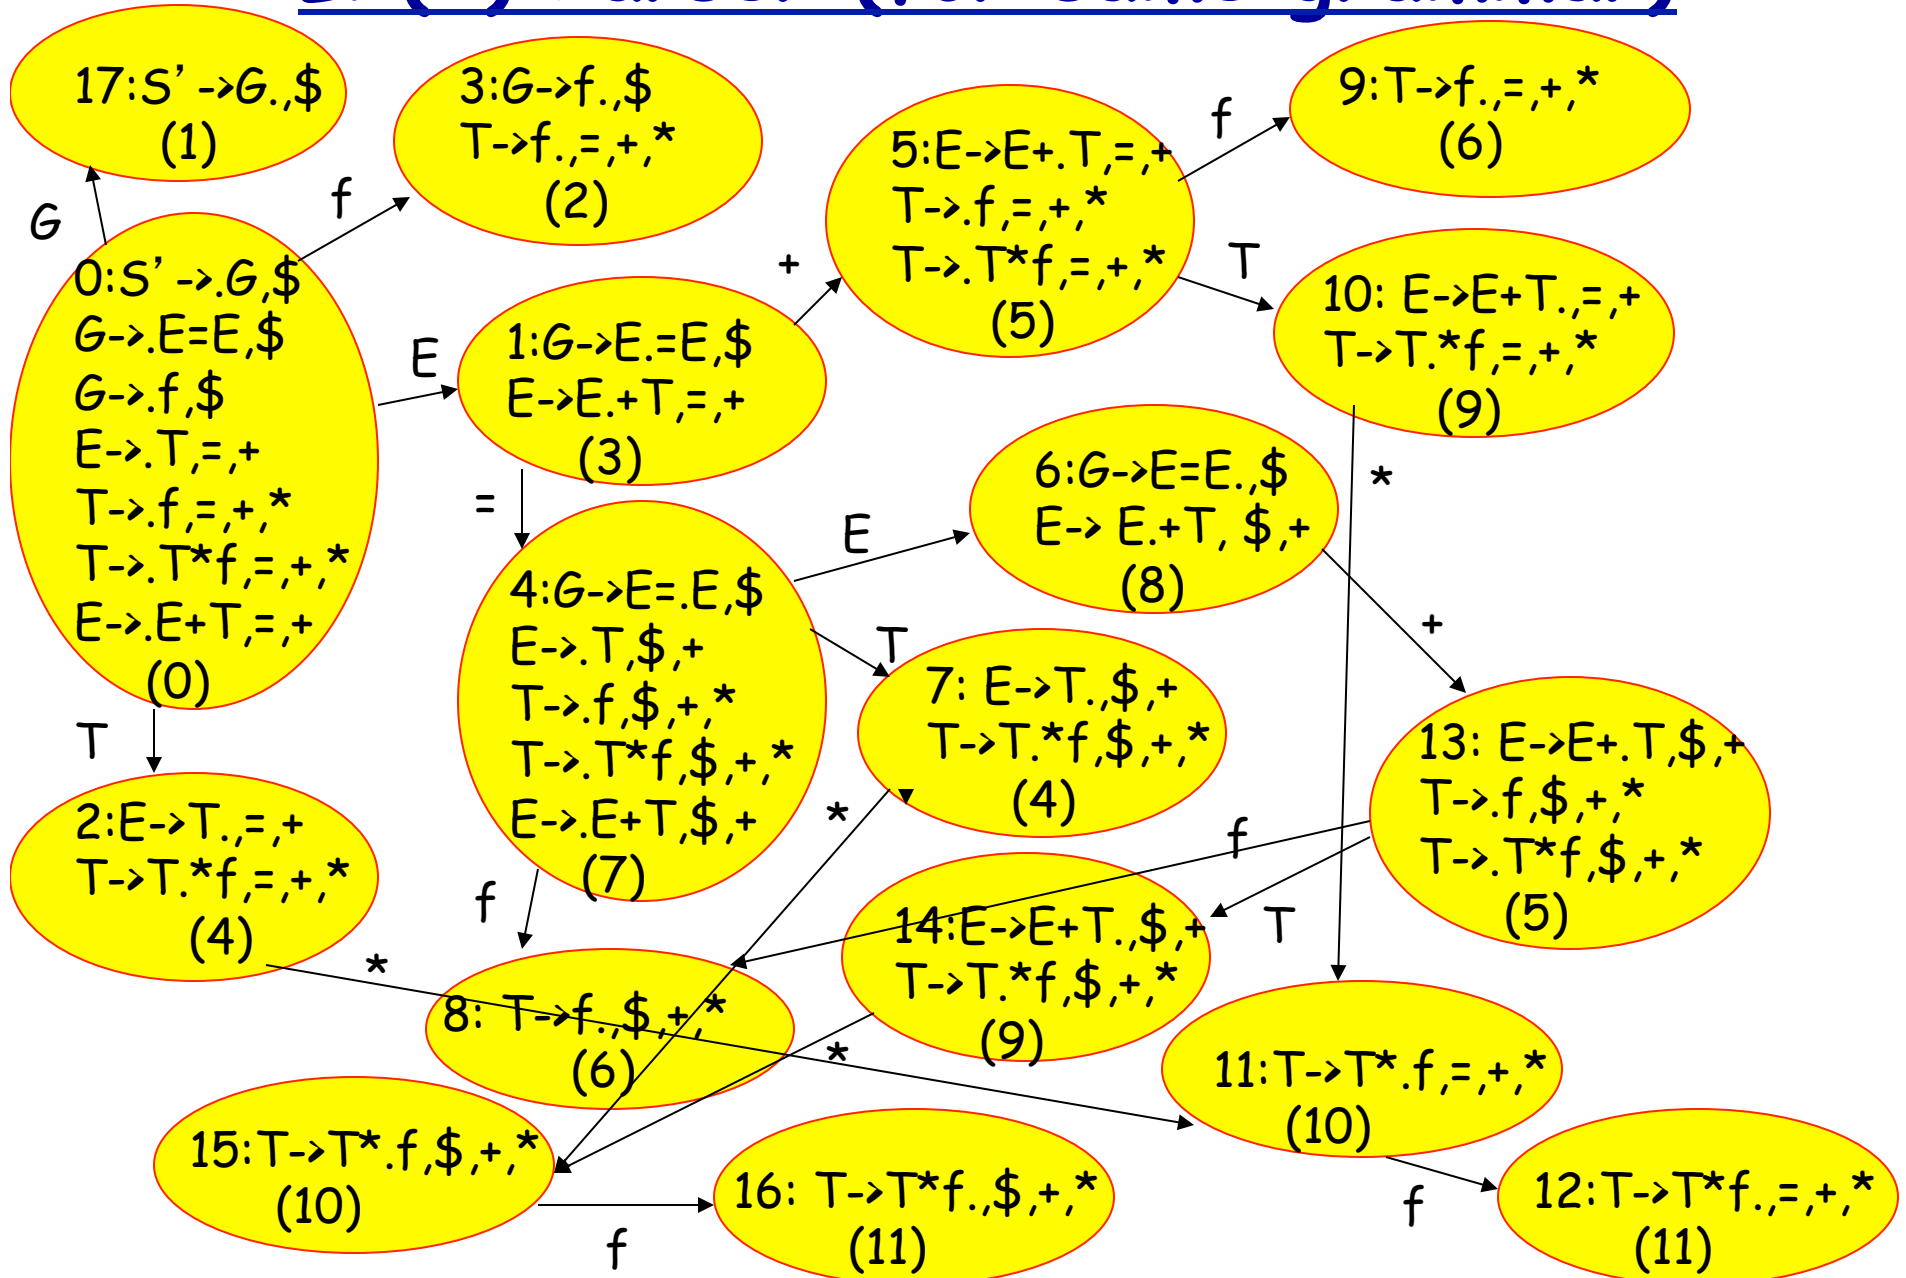 17:S’ ->G.,$
(1)
3:G->f.,$
T->f.,=,+,*
(2)
9:T->f.,=,+,*
(6)
5:E->E+.T,=,+
T->.f,=,+,*
T->.T*f,=,+,*
(5)
f
f
G
T
+
0:S’ ->.G,$
G->.E=E,$
G->.f,$
E->.T,=,+
T->.f,=,+,*
T->.T*f,=,+,*
E->.E+T,=,+
(0)
E
1:G->E.=E,$
E->E.+T,=,+
(3)
10: E->E+T.,=,+
T->T.*f,=,+,*
(9)
=
*
6:G->E=E.,$
E-> E.+T, $,+
(8)
E
4:G->E=.E,$
E->.T,$,+
T->.f,$,+,*
T->.T*f,$,+,*
E->.E+T,$,+
(7)
T
+
7: E->T.,$,+
T->T.*f,$,+,*
(4)
13: E->E+.T,$,+
T->.f,$,+,*
T->.T*f,$,+,*
(5)
T
2:E->T.,=,+
T->T.*f,=,+,*
(4)
*
f
f
T
14:E->E+T.,$,+
T->T.*f,$,+,*
(9)
*
8: T->f.,$,+,*
(6)
*
11:T->T*.f,=,+,*
(10)
15:T->T*.f,$,+,*
(10)
f
16: T->T*f.,$,+,*
(11)
f
12:T->T*f.,=,+,*
(11)